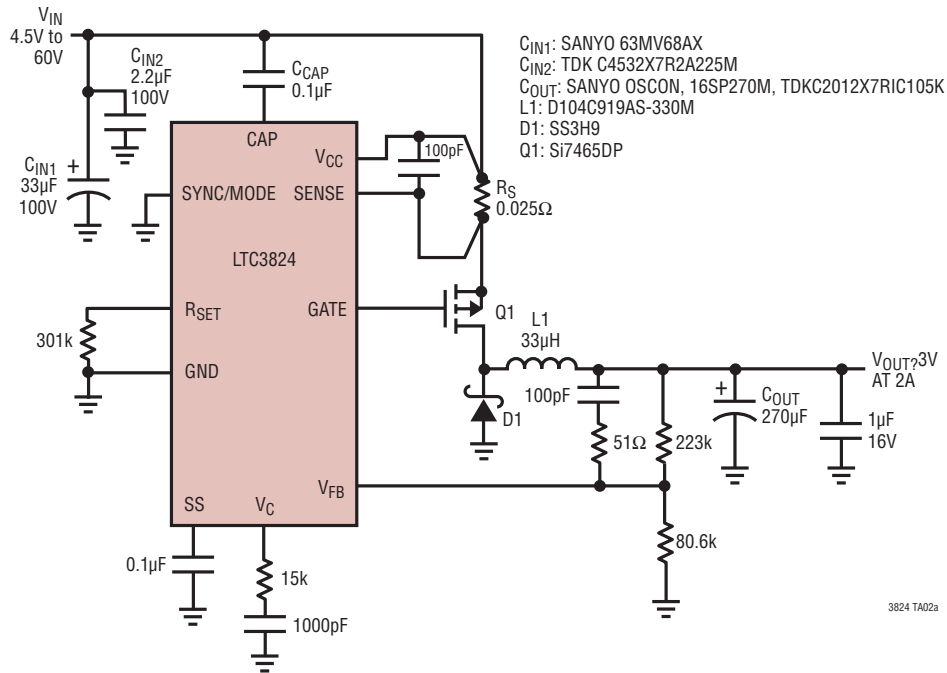 VIN
4.5V to
60V
CIN2
2.2µF
100V
CCAP
0.1µF
CIN1
33µF
100V
+
CAP
VCC
SYNC/MODE
SENSE
100pF
RS
0.025Ω
LTC3824
RSET
GATE
301k
GND
Q1
L1
33µH
VOUT?3V
AT 2A
D1
100pF
51Ω
223k
+
COUT
270µF
1µF
16V
VFB
SS
VC
80.6k
0.1µF
15k
1000pF
CIN1: SANYO 63MV68AX
CIN2: TDK C4532X7R2A225M
COUT: SANYO OSCON, 16SP270M, TDKC2012X7RIC105K
L1: D104C919AS-330M
D1: SS3H9
Q1: Si7465DP
3824 TA02a